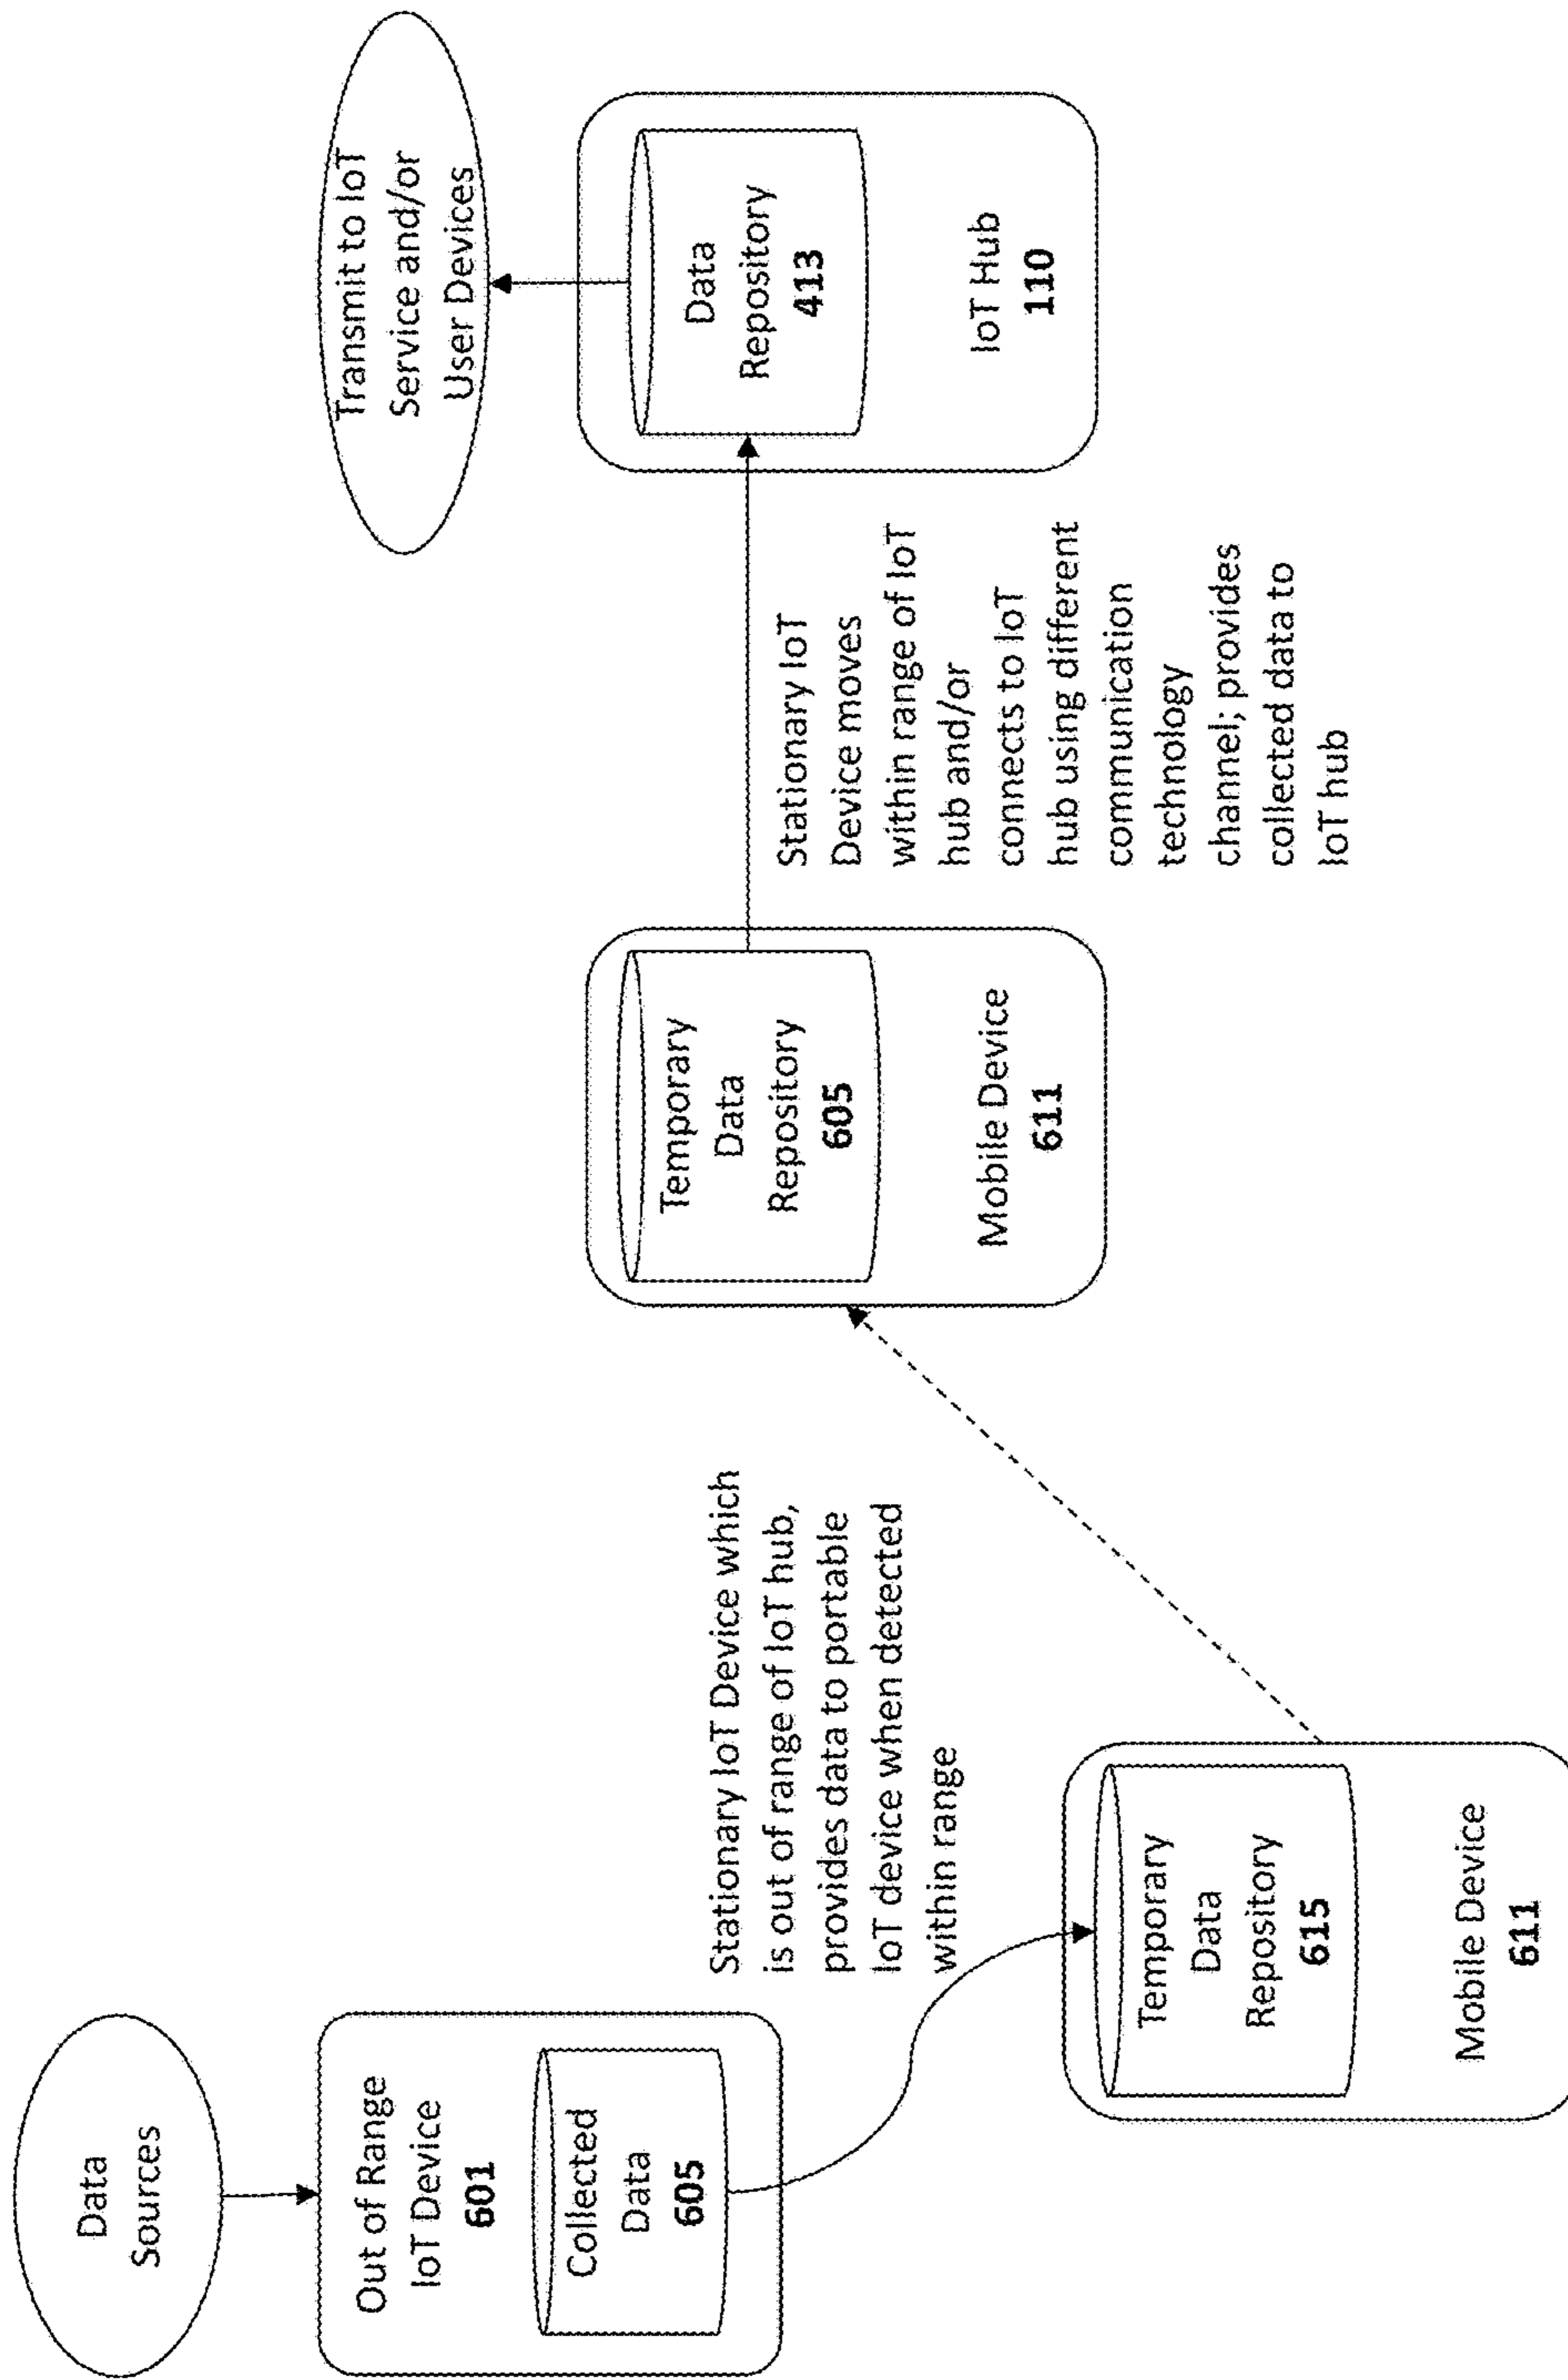 Data
Sources
Out of Range
IoT Device
601
Collected
Data
605
Stationary IoT Device which
is out of range of IoT hub,
provides data to portable
IoT device when detected
within range
Temporary
Data
Repository
615
Mobile Device
611
Temporary
Data
Repository
605
Mobile Device
611
Stationary IoT
Device moves
within range of IoT
hub and/or
connects to IoT
hub using different
communication
technology
channel; provides
collected data to
IoT hub
Transmit to IoT
Service and/or
User Devices
Data
Repository
413
IoT Hub
110